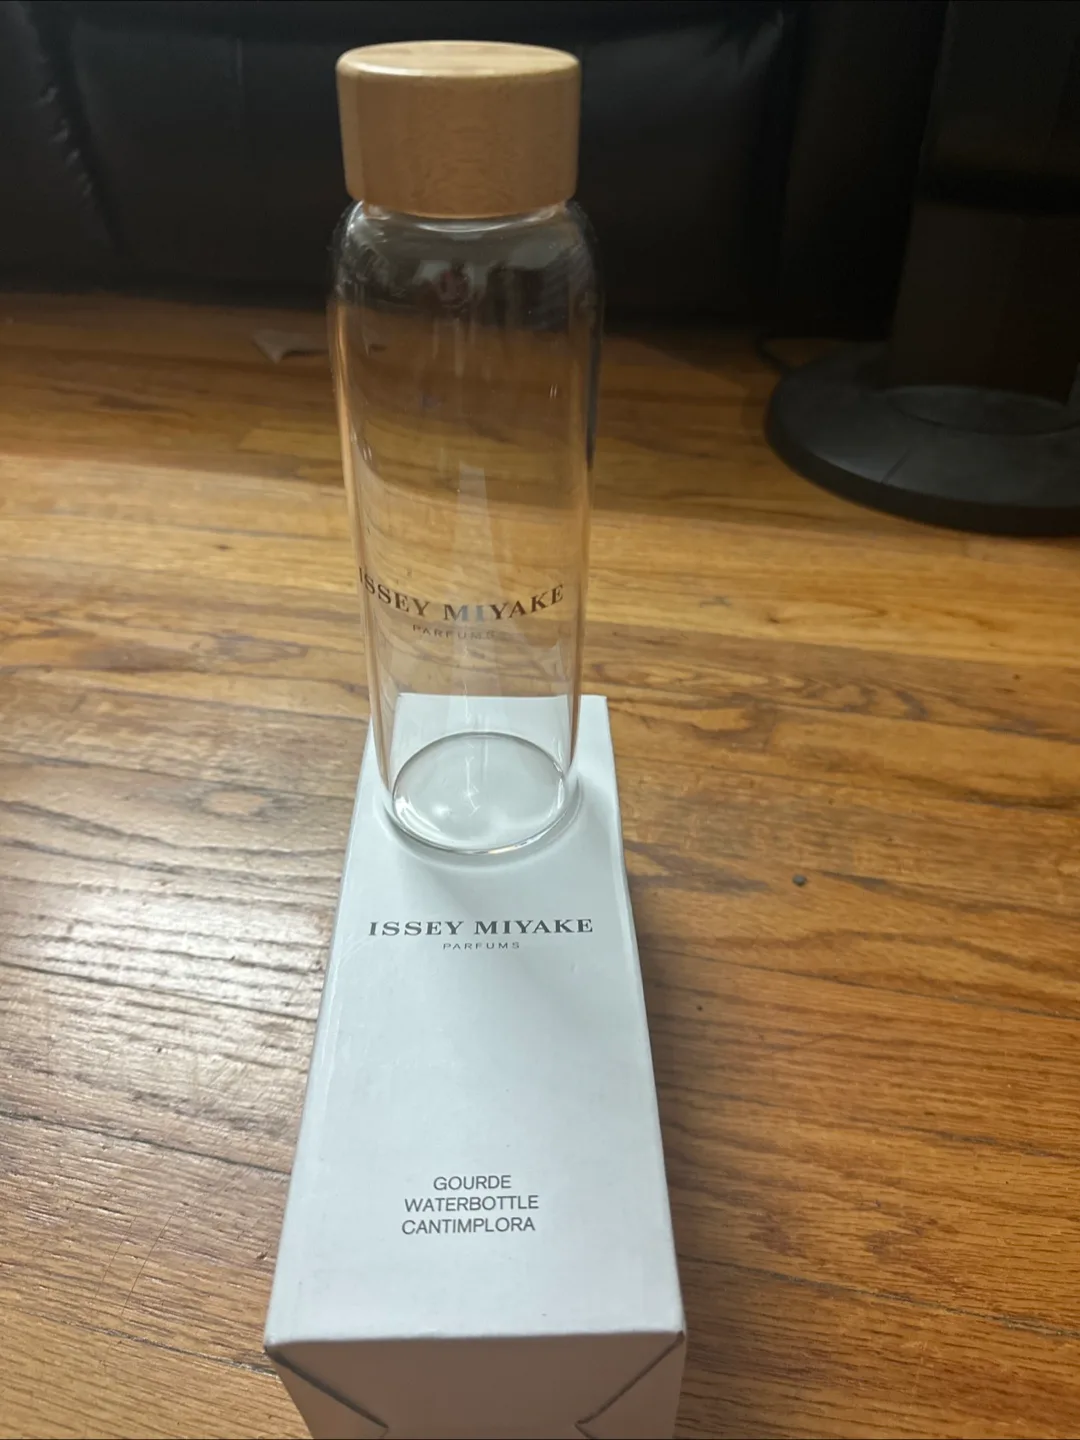 ISSEY MIYAKE
PARFUMS
ISSEY MIYAKE
PARFUMS
GOURDE
WATERBOTTLE
CANTIMPLORA